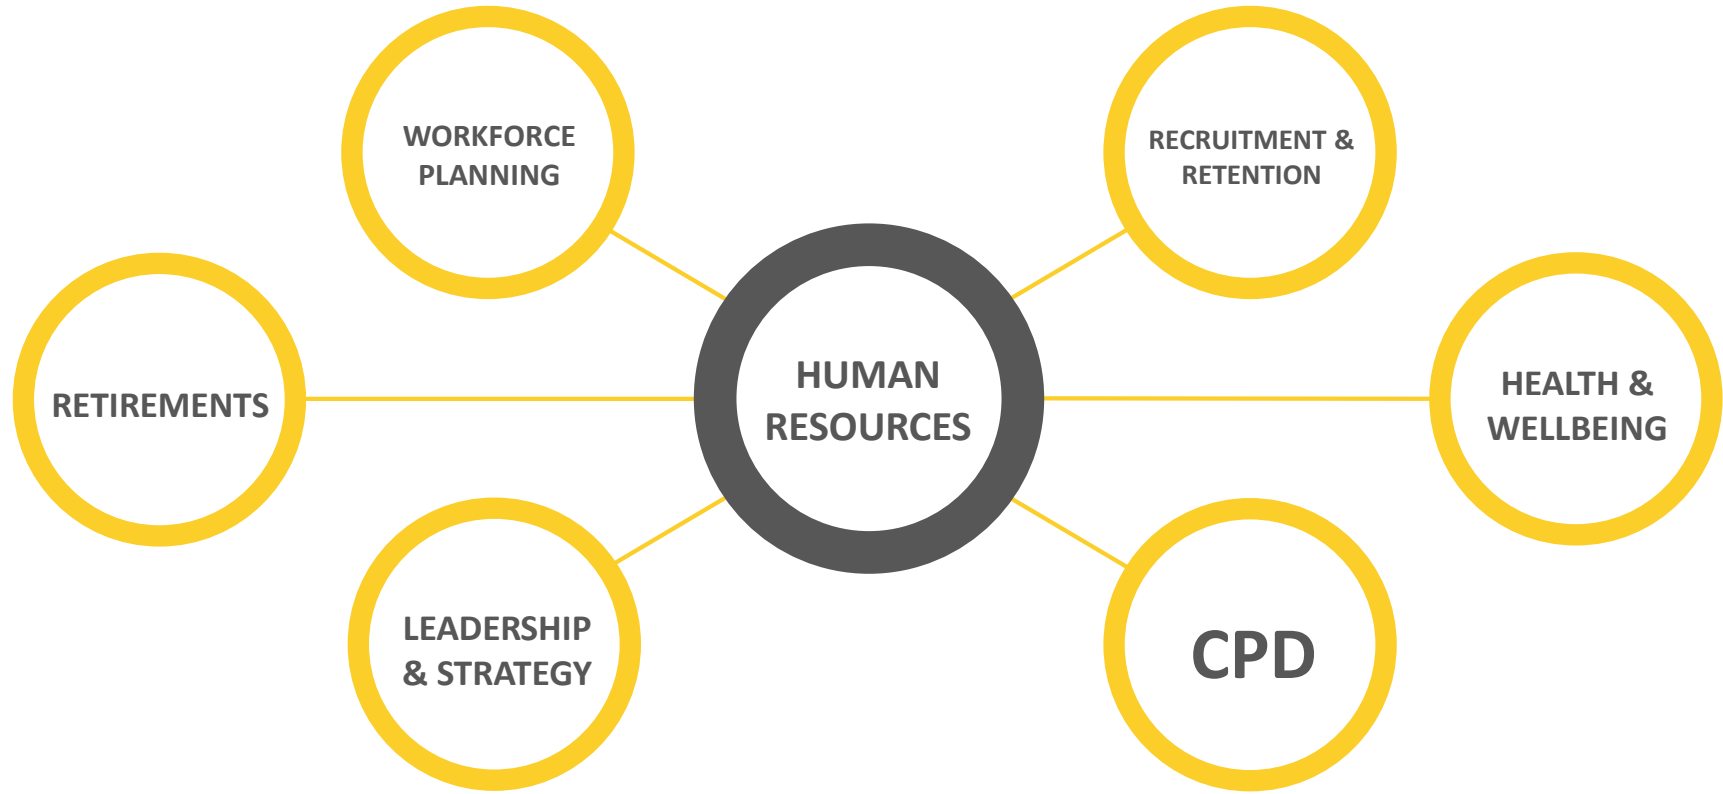 WORKFORCE
PLANNING
RECRUITMENT &
RETENTION
RETIREMENTS
HUMAN
RESOURCES
HEALTH &
WELLBEING
LEADERSHIP
& STRATEGY
CPD